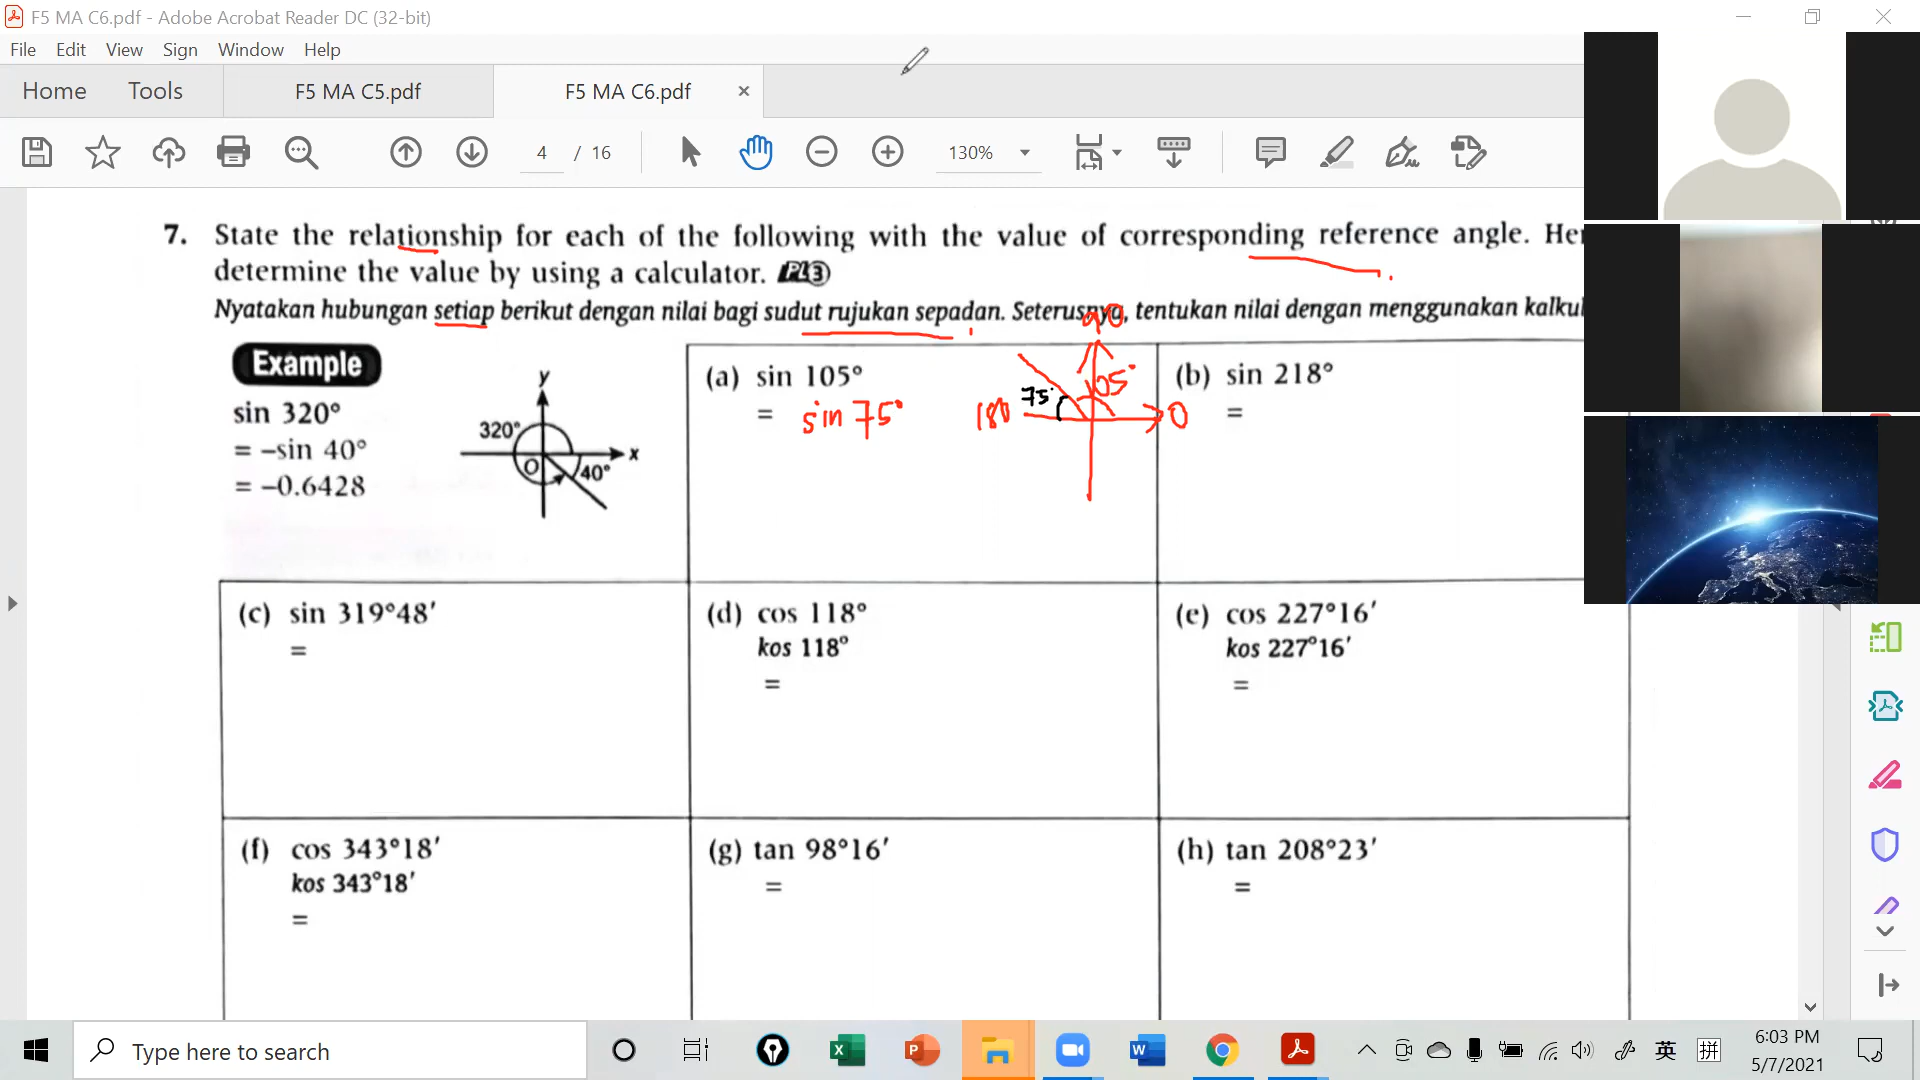 F5 MA C6.pdf - Adobe Acrobat Reader DC (32-bit)
File Edit View Sign Window Help
Home Tools F5 MA C5.pdf F5 MA C6.pdf ×
4 / 16 130%
7. State the relationship for each of the following with the value of corresponding reference angle. He
determine the value by using a calculator. PL3
Nyatakan hubungan setiap berikut dengan nilai bagi sudut rujukan sepadan. Seterusnya, tentukan nilai dengan menggunakan kalku
Example
sin 320°
= –sin 40°
= –0.6428
y
320°
O
40°
x
(a) sin 105°
= sin 75°
90
105°
75°
180
0
(b) sin 218°
=
(c) sin 319°48′
=
(d) cos 118°
kos 118°
=
(e) cos 227°16′
kos 227°16′
=
(f) cos 343°18′
kos 343°18′
=
(g) tan 98°16′
=
(h) tan 208°23′
=
Type here to search
英 拼
6:03 PM
5/7/2021